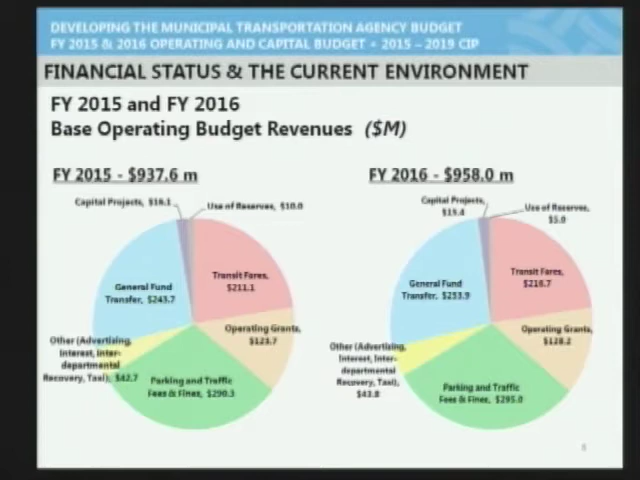 DEVELOPING THE MUNICIPAL TRANSPORTATION AGENCY BUDGET
FY 2015 & 2016 OPERATING AND CAPITAL BUDGET • 2015 – 2019 CIP
FINANCIAL STATUS & THE CURRENT ENVIRONMENT
FY 2015 and FY 2016
Base Operating Budget Revenues ($M)
FY 2015 - $937.6 m
Capital Projects, $16.1
Use of Reserves, $10.0
Transit Fares,
$211.1
General Fund
Transfer, $243.7
Operating Grants,
$123.7
Other (Advertising,
Interest, Inter-
departmental
Recovery, Taxi), $42.7
Parking and Traffic
Fees & Fines, $290.3
FY 2016 - $958.0 m
Capital Projects,
$15.4
Use of Reserves,
$5.0
Transit Fares,
$216.7
General Fund
Transfer, $253.9
Operating Grants,
$128.2
Other (Advertising,
Interest, Inter-
departmental
Recovery, Taxi),
$43.8
Parking and Traffic
Fees & Fines, $295.0